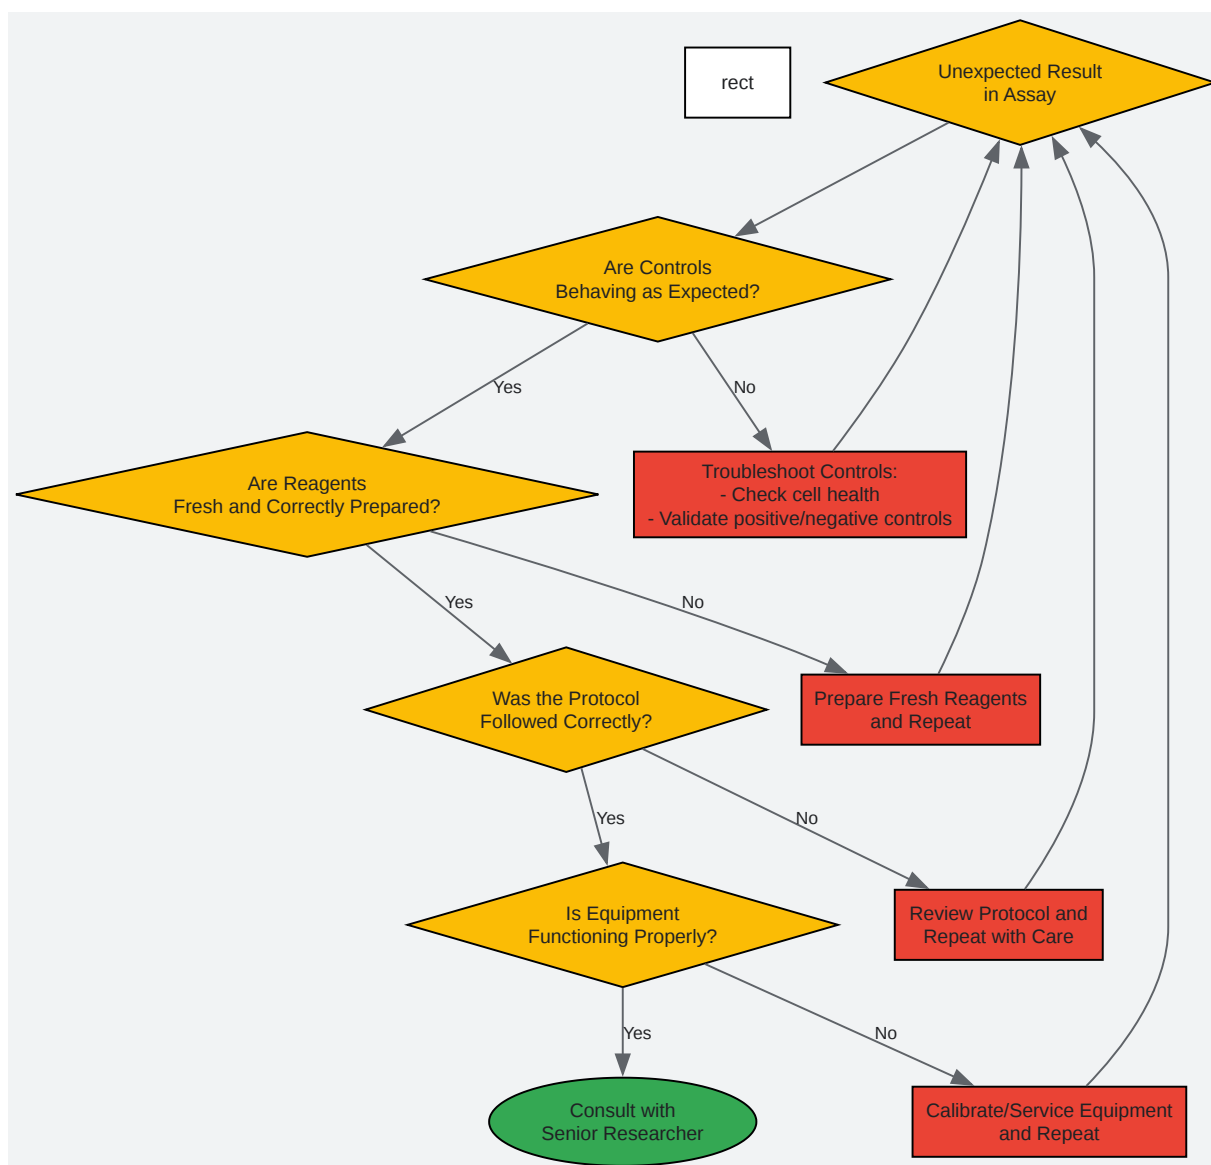 rect
Unexpected Result
in Assay
Are Controls
Behaving as Expected?
Yes
No
Are Reagents
Fresh and Correctly Prepared?
Troubleshoot Controls:
- Check cell health
- Validate positive/negative controls
Yes
No
Was the Protocol
Followed Correctly?
Prepare Fresh Reagents
and Repeat
Yes
No
Is Equipment
Functioning Properly?
Review Protocol and
Repeat with Care
Yes
No
Consult with
Senior Researcher
Calibrate/Service Equipment
and Repeat